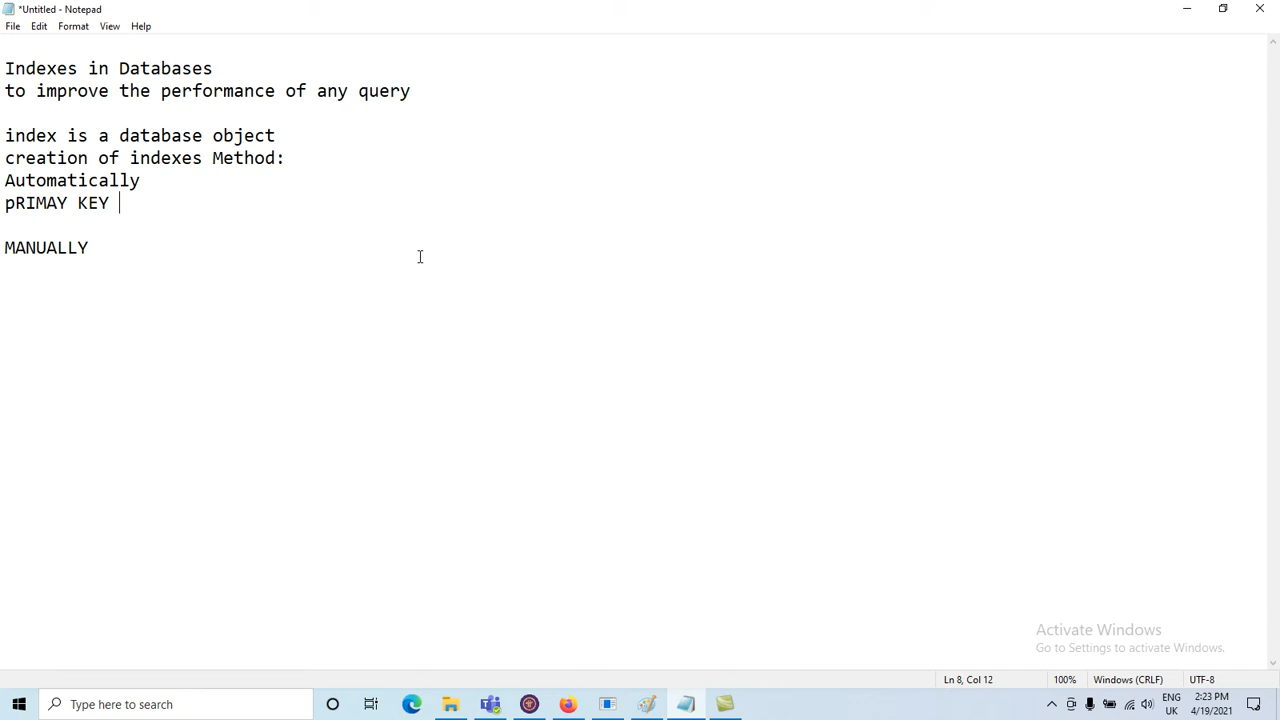 *Untitled - Notepad
File Edit Format View Help
Indexes in Databases
to improve the performance of any query
index is a database object
creation of indexes Method:
Automatically
pRIMAY KEY
MANUALLY
Activate Windows
Go to Settings to activate Windows.
Ln 8, Col 12 100% Windows (CRLF) UTF-8
Type here to search
ENG
UK
2:23 PM
4/19/2021